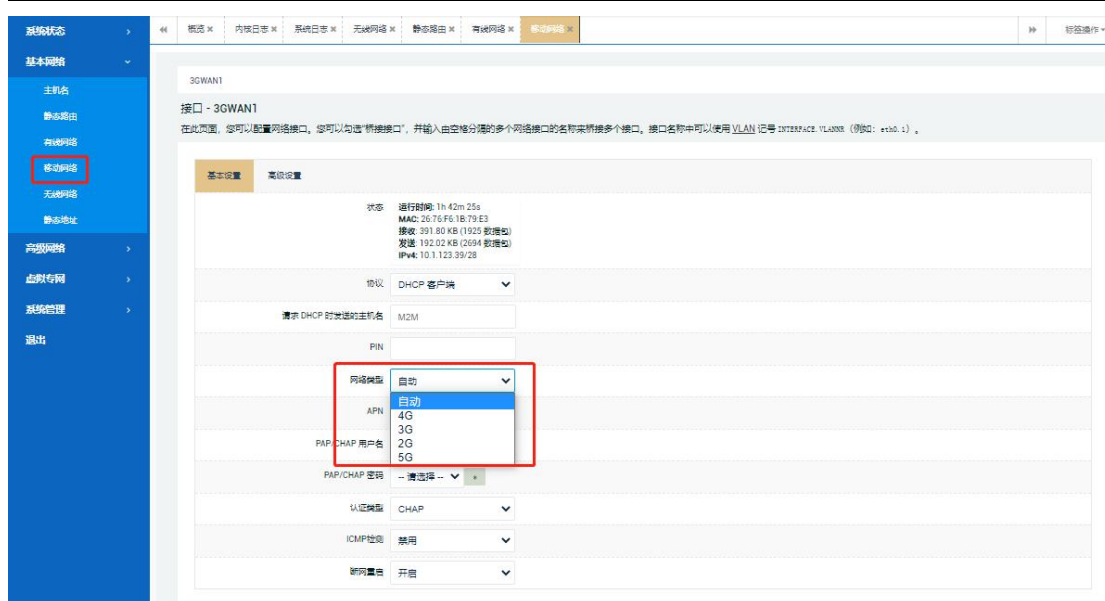 系统状态
基本网络
主机名
静态路由
有线网络
移动网络
无线网络
静态地址
高级网络
虚拟专网
系统管理
退出
概览 × 内核日志 × 系统日志 × 无线网络 × 静态路由 × 有线网络 × 移动网络 × 标签操作
3GWAN1
接口 - 3GWAN1
在此页面，您可以配置网络接口。您可以勾选"桥接接口"，并输入由空格分隔的多个网络接口的名称来桥接多个接口。接口名称中可以使用 VLAN 记号 INTERFACE.VLANNR（例如：eth0.1）。
基本设置 高级设置
状态 运行时间: 1h 42m 25s
MAC: 26:76:F6:1B:79:E3
接收: 391.80 KB (1925 数据包)
发送: 192.02 KB (2694 数据包)
IPv4: 10.1.123.39/28
协议 DHCP 客户端
请求 DHCP 时发送的主机名 M2M
PIN
网络类型 自动
自动
APN
4G
3G
PAP/CHAP 用户名 2G
5G
PAP/CHAP 密码 -- 请选择 -- +
认证类型 CHAP
ICMP检测 禁用
断网重启 开启